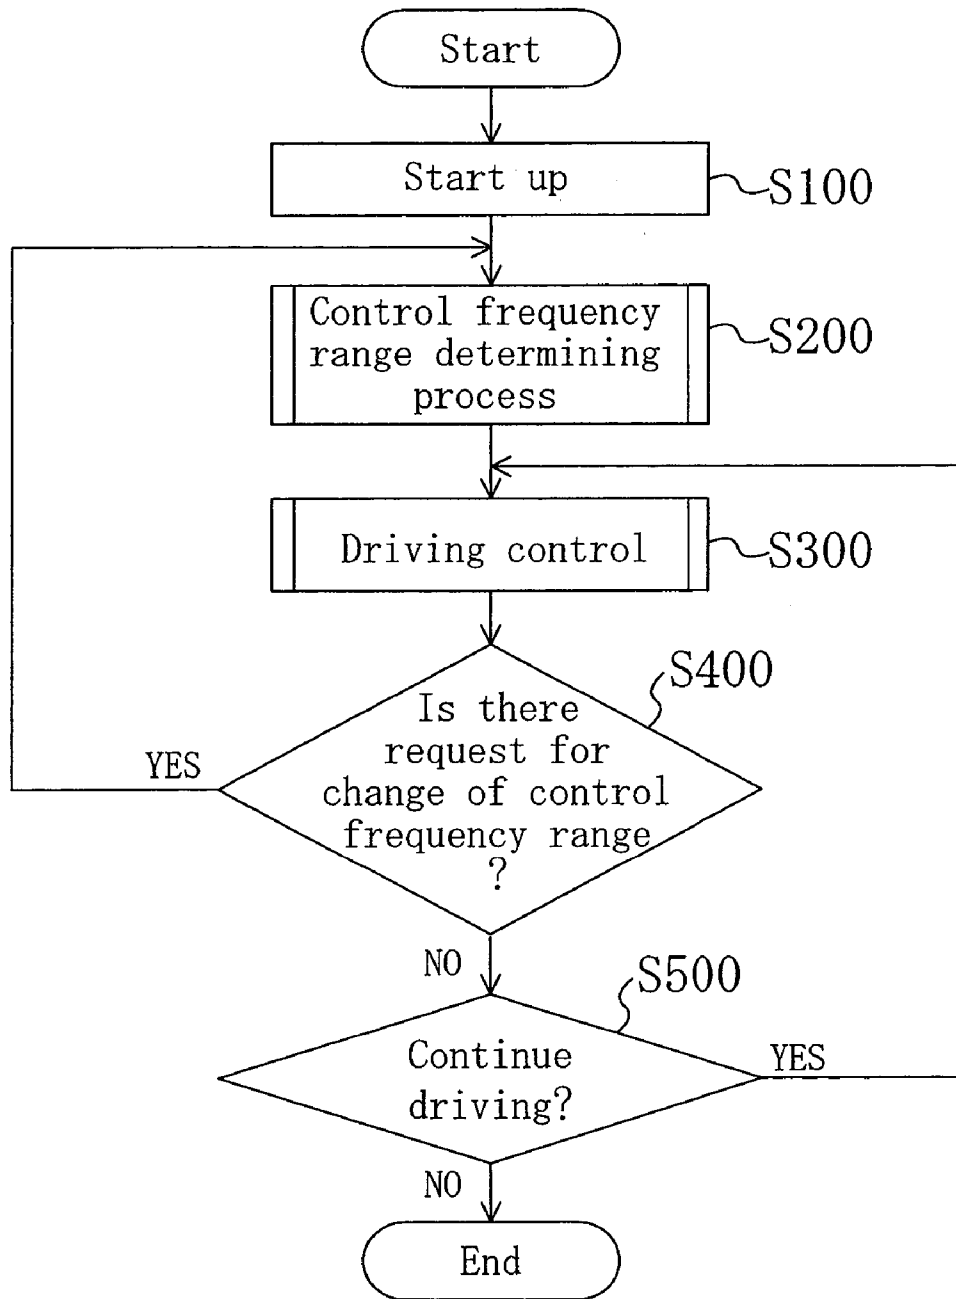 Start
Start up
S100
Control frequency
range determining
process
S200
Driving control
S300
S400
Is there
request for
change of control
frequency range
?
YES
NO
S500
Continue
driving?
YES
NO
End